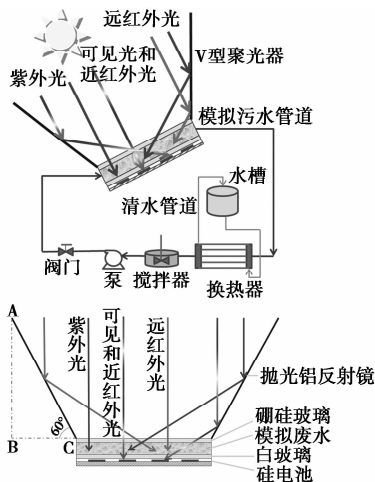 远红外光
可见光和
近红外光
V型聚光器
紫外光
模拟污水管道
水槽
清水管道
阀门
泵
搅拌器
换热器
A
紫外光
可见和近红外光
远红外光
抛光铝反射镜
60°
硼硅玻璃
模拟废水
B
C
白玻璃
硅电池